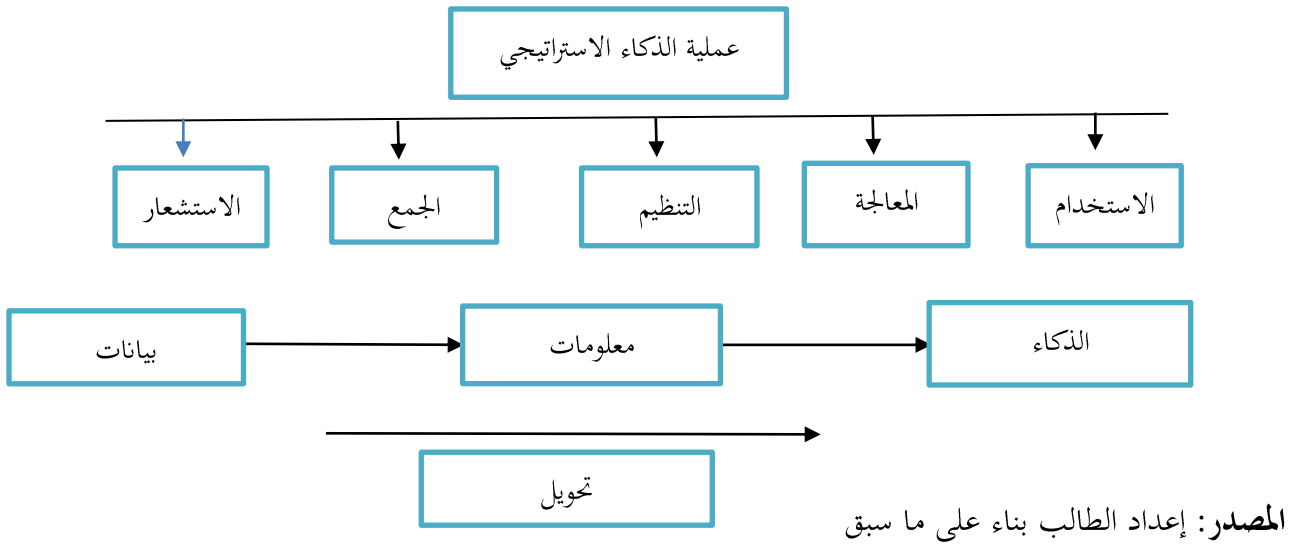 عملية الذكاء الاستراتيجي
الاستشعار
الجمع
التنظيم
المعالجة
الاستخدام
بيانات
معلومات
الذكاء
تحويل
المصدر: إعداد الطالب بناء على ما سبق